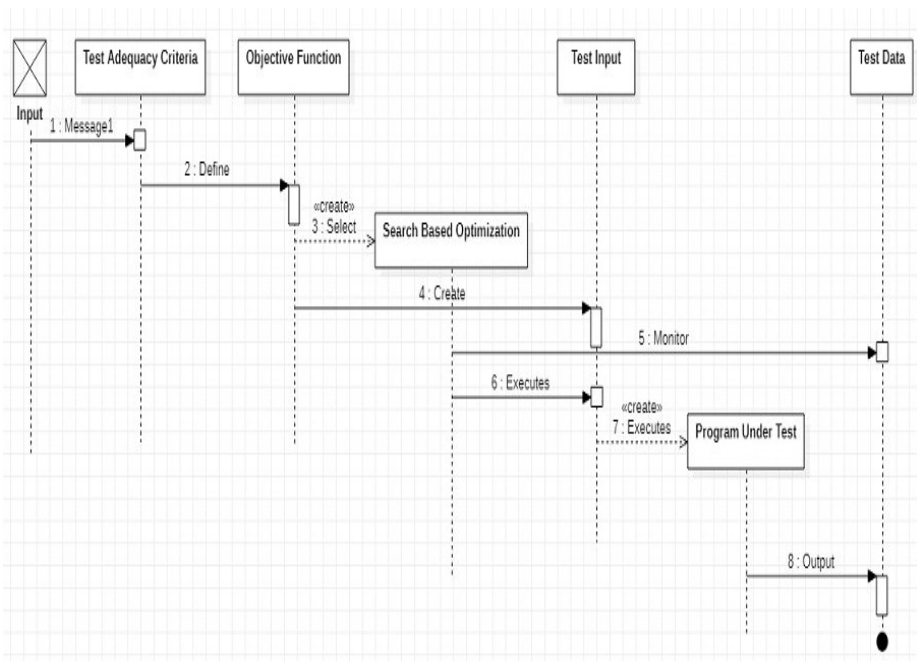 Test Adequacy Criteria
Objective Function
Test Input
Test Data
Input
1 : Message1
2 : Define
«create»
3 : Select
Search Based Optimization
4 : Create
5 : Monitor
6 : Executes
«create»
7 : Executes
Program Under Test
8 : Output